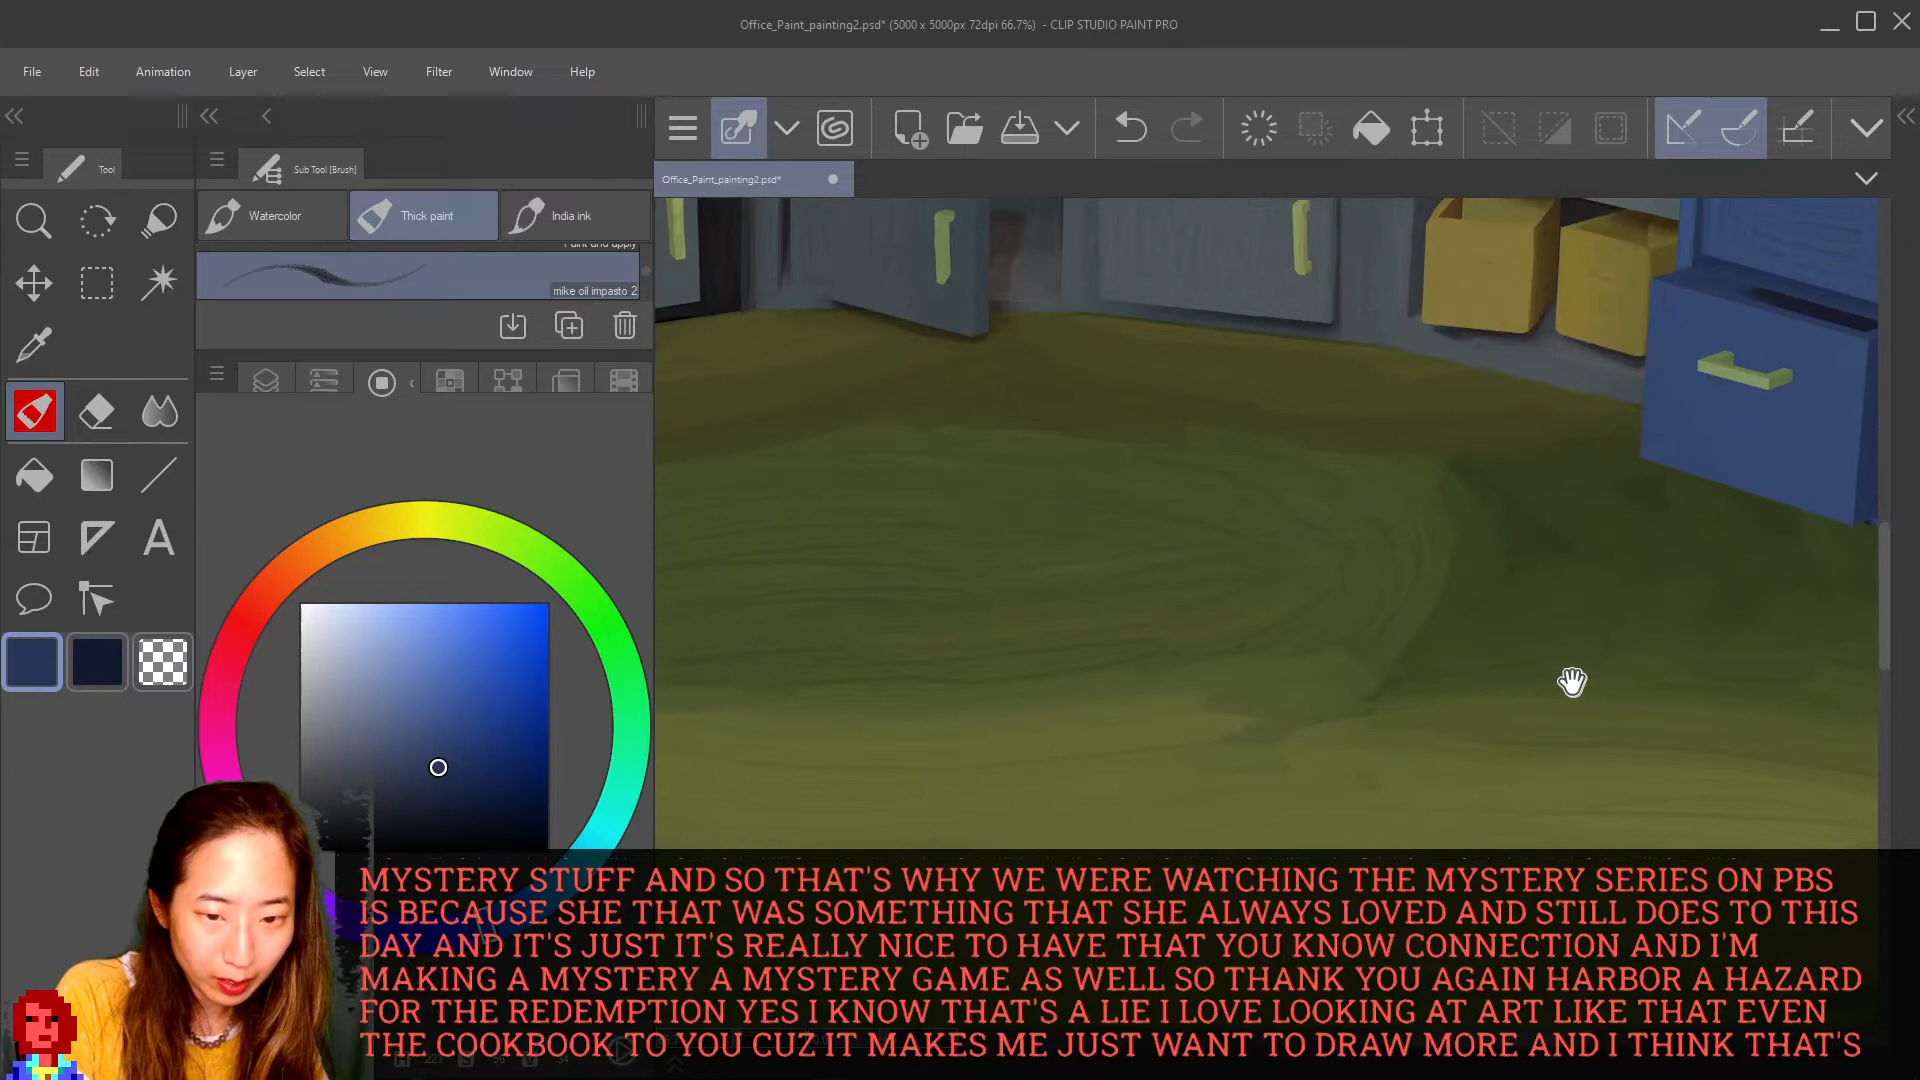 Office_Paint_painting2.psd* (5000 x 5000px 72dpi 66.7%) - CLIP STUDIO PAINT PRO
File Edit Animation Layer Select View Filter Window Help
Tool
Sub Tool [Brush]
Office_Paint_painting2.psd*
Watercolor Thick paint India ink
Paint and apply
mike oil impasto 2
MYSTERY STUFF AND SO THAT'S WHY WE WERE WATCHING THE MYSTERY SERIES ON PBS
IS BECAUSE SHE THAT WAS SOMETHING THAT SHE ALWAYS LOVED AND STILL DOES TO THIS
DAY AND IT'S JUST IT'S REALLY NICE TO HAVE THAT YOU KNOW CONNECTION AND I'M
MAKING A MYSTERY A MYSTERY GAME AS WELL SO THANK YOU AGAIN HARBOR A HAZARD
FOR THE REDEMPTION YES I KNOW THAT'S A LIE I LOVE LOOKING AT ART LIKE THAT EVEN
THE COOKBOOK TO YOU CUZ IT MAKES ME JUST WANT TO DRAW MORE AND I THINK THAT'S